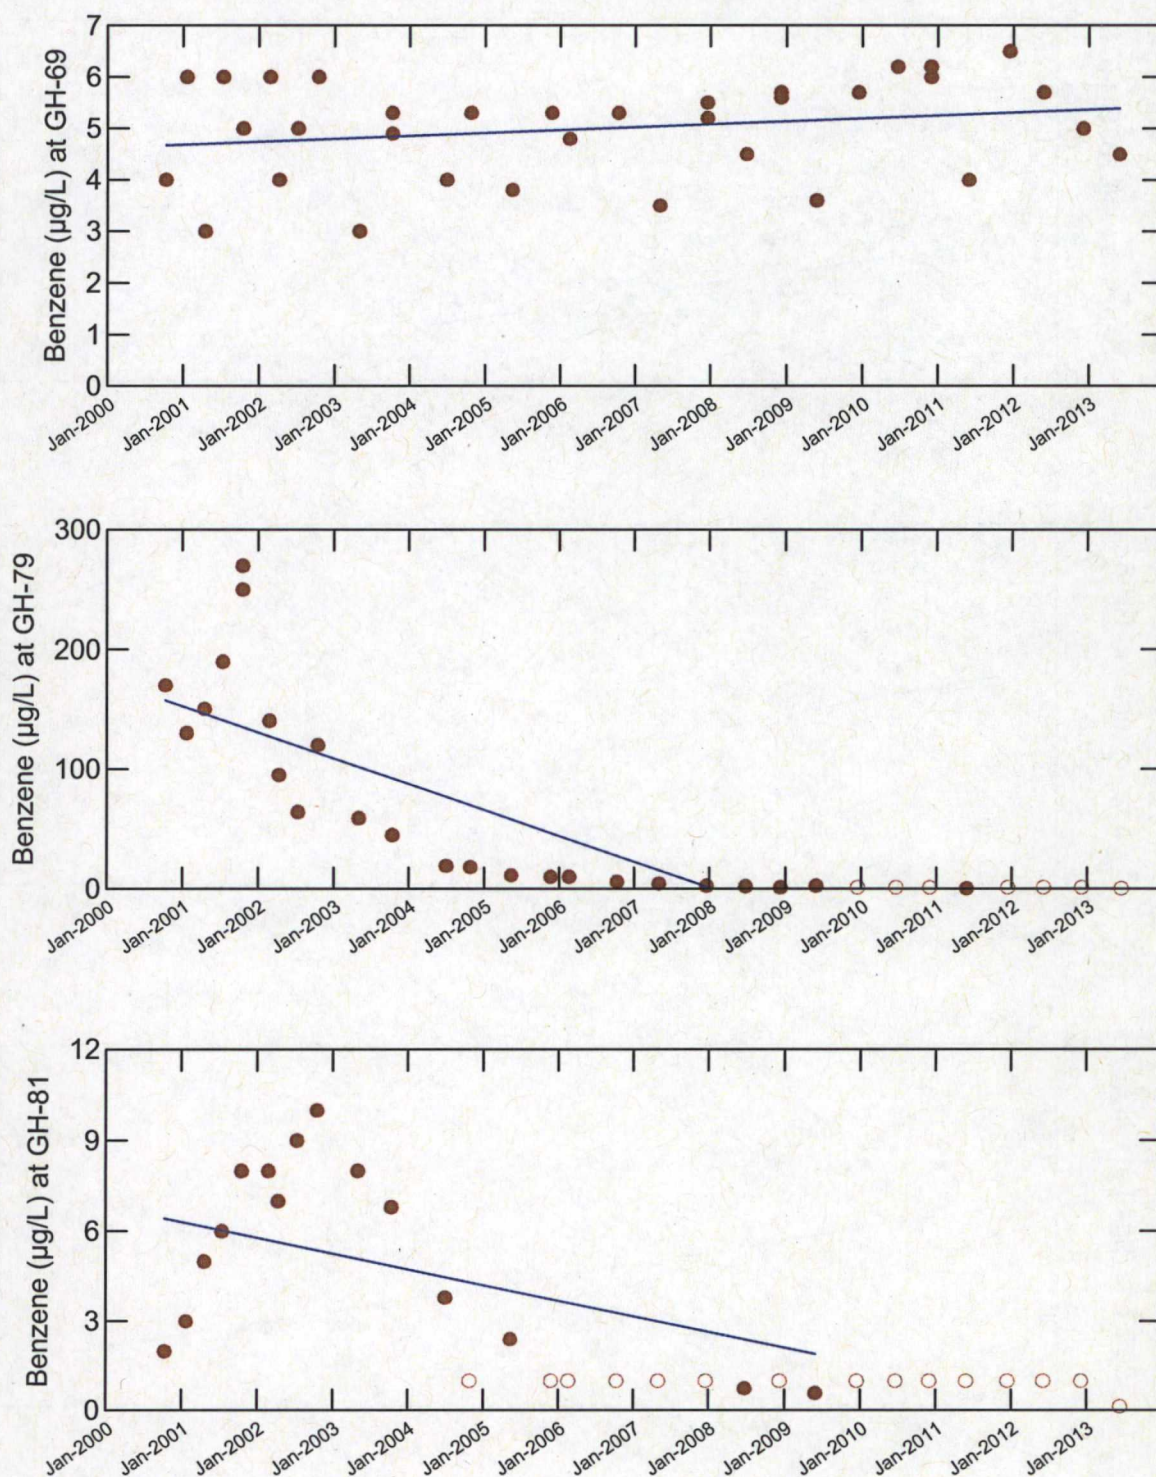 Benzene (µg/L) at GH-69
7
6
5
4
3
2
1
0
Jan-2000 Jan-2001 Jan-2002 Jan-2003 Jan-2004 Jan-2005 Jan-2006 Jan-2007 Jan-2008 Jan-2009 Jan-2010 Jan-2011 Jan-2012 Jan-2013
Benzene (µg/L) at GH-79
300
200
100
0
Jan-2000 Jan-2001 Jan-2002 Jan-2003 Jan-2004 Jan-2005 Jan-2006 Jan-2007 Jan-2008 Jan-2009 Jan-2010 Jan-2011 Jan-2012 Jan-2013
Benzene (µg/L) at GH-81
12
9
6
3
0
Jan-2000 Jan-2001 Jan-2002 Jan-2003 Jan-2004 Jan-2005 Jan-2006 Jan-2007 Jan-2008 Jan-2009 Jan-2010 Jan-2011 Jan-2012 Jan-2013